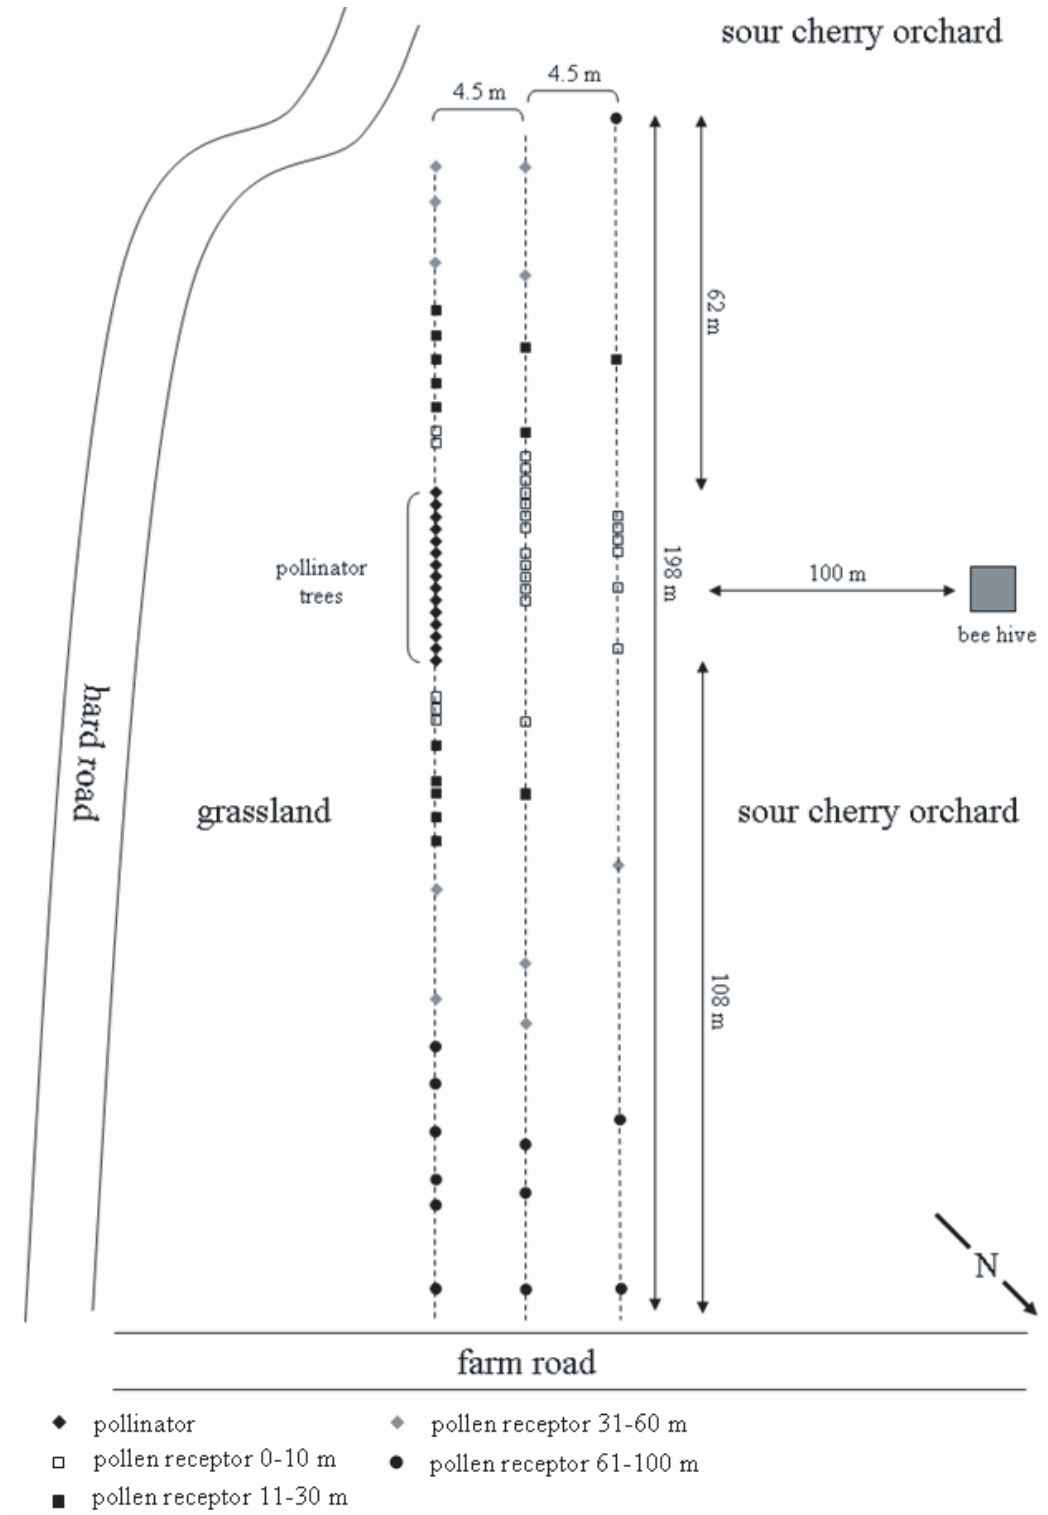 sour cherry orchard
4.5 m
4.5 m
62 m
198 m
100 m
pollinator
trees
bee hive
hard road
grassland
sour cherry orchard
108 m
N
farm road
pollinator
pollen receptor 31-60 m
pollen receptor 0-10 m
pollen receptor 61-100 m
pollen receptor 11-30 m